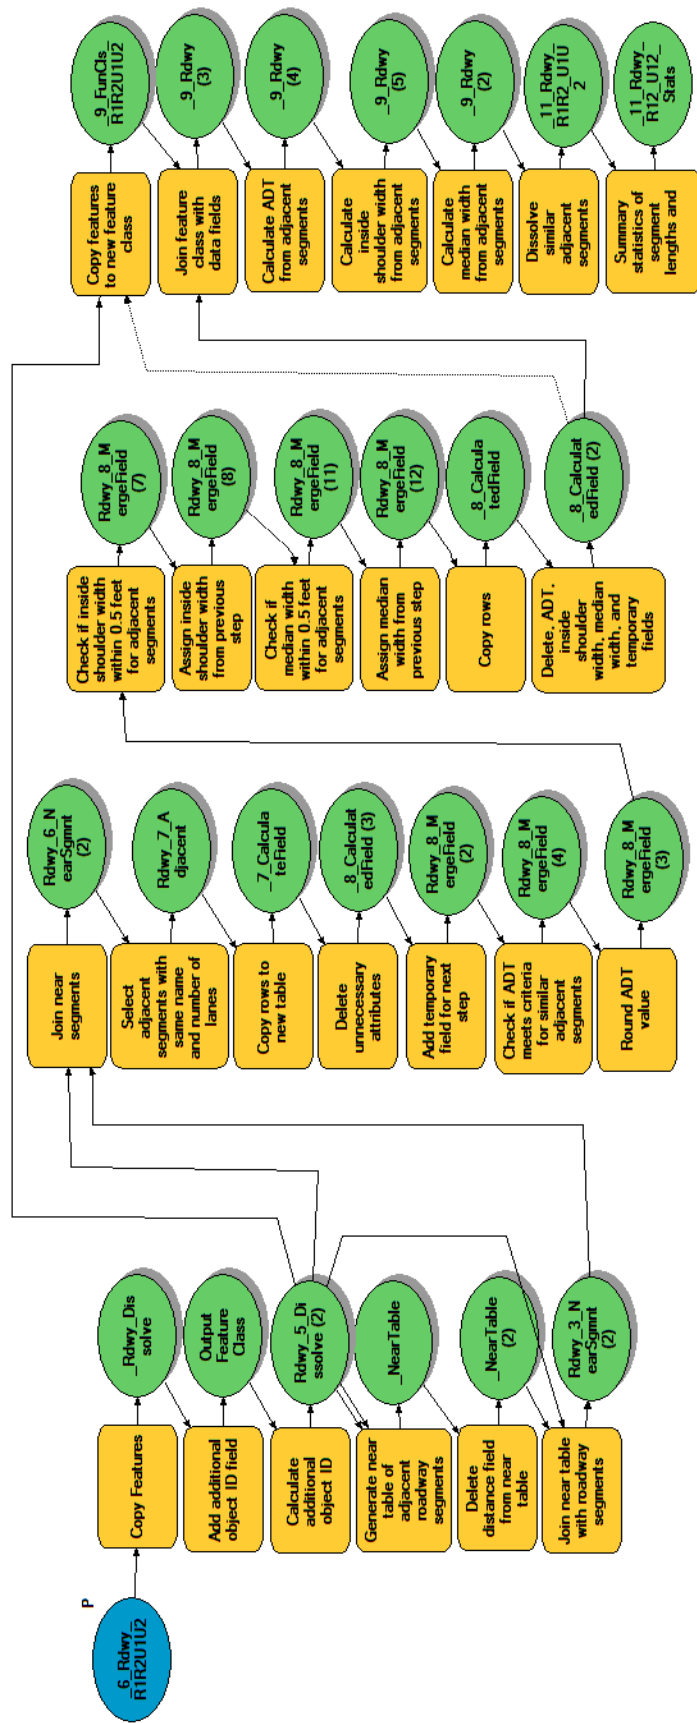 P
_6_Rdwy_
R1R2U1U2
Copy Features
_Rdwy_Dis
solve
Add additional
object ID field
Output
Feature
Class
Calculate
additional
object ID
Rdwy_5_Di
ssolve (2)
Generate near
table of
adjacent
roadway
segments
_NearTable
Delete
distance field
from near
table
_NearTable
(2)
Join near table
with roadway
segments
Rdwy_3_N
earSgmnt
(2)
Join near
segments
Rdwy_6_N
earSgmnt
(2)
Select
adjacent
segments with
same name
and number of
lanes
Rdwy_7_A
djacent
Copy rows to
new table
_7_Calcula
teField
Delete
unnecessary
attributes
_8_Calculat
edField (3)
Add temporary
field for next
step
Rdwy_8_M
ergeField
(2)
Check if ADT
meets criteria
for similar
adjacent
segments
Rdwy_8_M
ergeField
(4)
Round ADT
value
Rdwy_8_M
ergeField
(3)
Check if inside
shoulder width
within 0.5 feet
for adjacent
segments
Rdwy_8_M
ergeField
(7)
Assign inside
shoulder width
from previous
step
Rdwy_8_M
ergeField
(8)
Check if
median width
within 0.5 feet
for adjacent
segments
Rdwy_8_M
ergeField
(11)
Assign median
width from
previous step
Rdwy_8_M
ergeField
(12)
Copy rows
_8_Calcula
tedField
Delete, ADT,
inside
shoulder
width, median
width, and
temporary
fields
_8_Calculat
edField (2)
Copy features
to new feature
class
_9_FunCls_
R1R2U1U2
Join feature
class with
data fields
_9_Rdwy
(3)
Calculate ADT
from adjacent
segments
_9_Rdwy
(4)
Calculate
inside
shoulder width
from adjacent
segments
_9_Rdwy
(5)
Calculate
median width
from adjacent
segments
_9_Rdwy
(2)
Dissolve
similar
adjacent
segments
_11_Rdwy_
R1R2_U1U
2
Summary
statistics of
segment
lengths and
_11_Rdwy_
R12_U12_
Stats